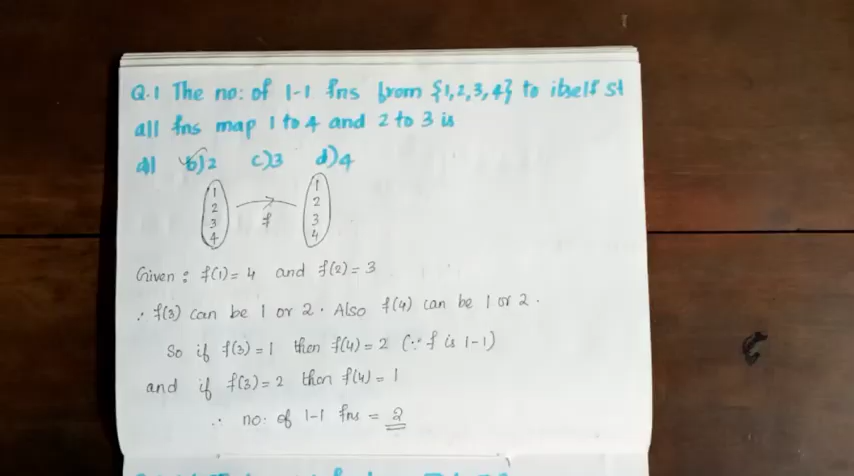 Q.1 The no: of 1-1 fns from {1,2,3,4} to itself st
all fns map 1 to 4 and 2 to 3 is
a)1 b)2 c)3 d)4
1 1
2 2
3 f 3
4 4
Given : f(1) = 4 and f(2) = 3
∴ f(3) can be 1 or 2. Also f(4) can be 1 or 2.
So if f(3) = 1 then f(4) = 2 (∵ f is 1-1)
and if f(3) = 2 then f(4) = 1
∴ no. of 1-1 fns = 2